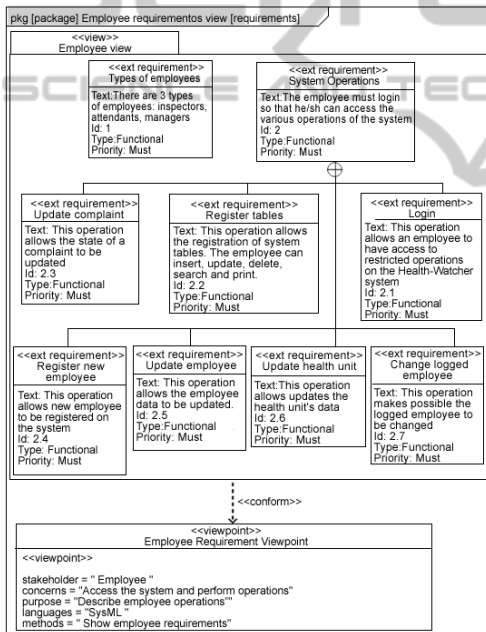 pkg [package] Employee requirementos view [requirements]
<<view>>
Employee view
<<ext requirement>>
Types of employees
Text:There are 3 types
of employees: inspectors,
attendants, managers
Id: 1
Type:Functional
Priority: Must
<<ext requirement>>
System Operations
Text:The employee must login
so that he/sh can access the
various operations of the system
Id: 2
Type:Functional
Priority: Must
<<ext requirement>>
Update complaint
Text: This operation
allows the state of a
complaint to be
updated
Id: 2.3
Type:Functional
Priority: Must
<<ext requirement>>
Register tables
Text: This operation allows
the registration of system
tables. The employee can
insert, update, delete,
search and print.
Id: 2.2
Type:Functional
Priority: Must
<<ext requirement>>
Login
Text: This operation
allows an employee to
have access to
restricted operations
on the Health-Watcher
system
Id: 2.1
Type:Functional
Priority: Must
<<ext requirement>>
Register new
employee
Text: This operation
allows new employee
to be registered on
the system
Id: 2.4
Type: Functional
Priority: Must
<<ext requirement>>
Update employee
Text: This operation
allows the employee
data to be updated.
Id: 2.5
Type:Functional
Priority: Must
<<ext requirement>>
Update health unit
Text:This operation
allows updates the
health unit's data
Id: 2.6
Type:Functional
Priority: Must
<<ext requirement>>
Change logged
employee
Text: This operation
makes possible the
logged employee to
be changed
Id: 2.7
Type:Functional
Priority: Must
<<conform>>
<<viewpoint>>
Employee Requirement Viewpoint
<<viewpoint>>
stakeholder = " Employee "
concerns = "Access the system and perform operations"
purpose = "Describe employee operations""
languages = "SysML "
methods = " Show employee requirements"